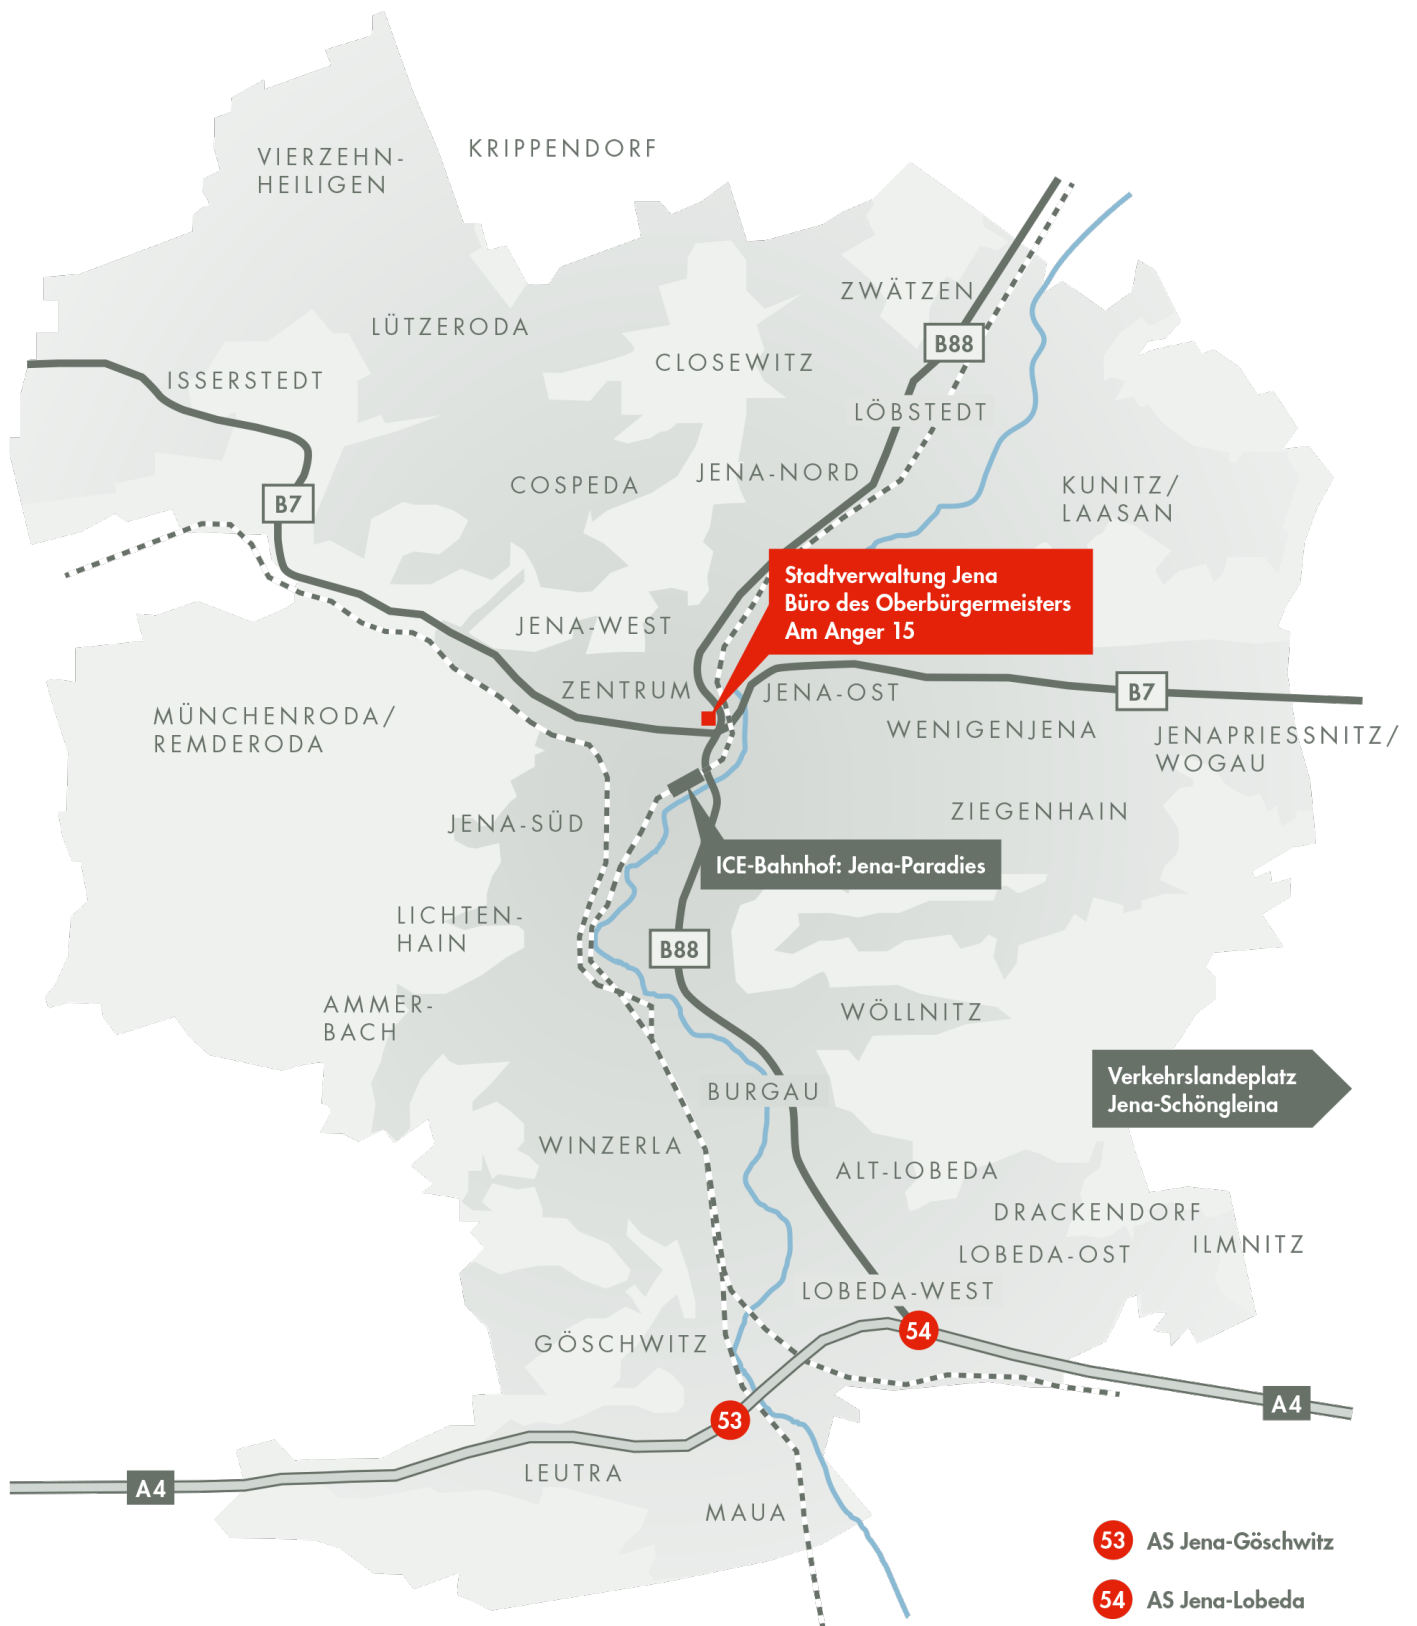 KRIPPENDORF
VIERZEHN-
HEILIGEN
ZWÄTZEN
LÜTZERODA
B88
CLOSEWITZ
ISSERSTEDT
LÖBSTEDT
JENA-NORD
COSPEDA
KUNITZ/
LAASAN
B7
Stadtverwaltung Jena
Büro des Oberbürgermeisters
Am Anger 15
JENA-WEST
ZENTRUM
JENA-OST
B7
MÜNCHENRODA/
REMDERODA
WENIGENJENA
JENAPRIESSNITZ/
WOGAU
ZIEGENHAIN
JENA-SÜD
ICE-Bahnhof: Jena-Paradies
LICHTEN-
HAIN
B88
AMMER-
BACH
WÖLLNITZ
Verkehrslandeplatz
Jena-Schöngleina
BURGAU
WINZERLA
ALT-LOBEDA
DRACKENDORF
ILMNITZ
LOBEDA-OST
LOBEDA-WEST
54
GÖSCHWITZ
A4
53
LEUTRA
A4
MAUA
53 AS Jena-Göschwitz
54 AS Jena-Lobeda